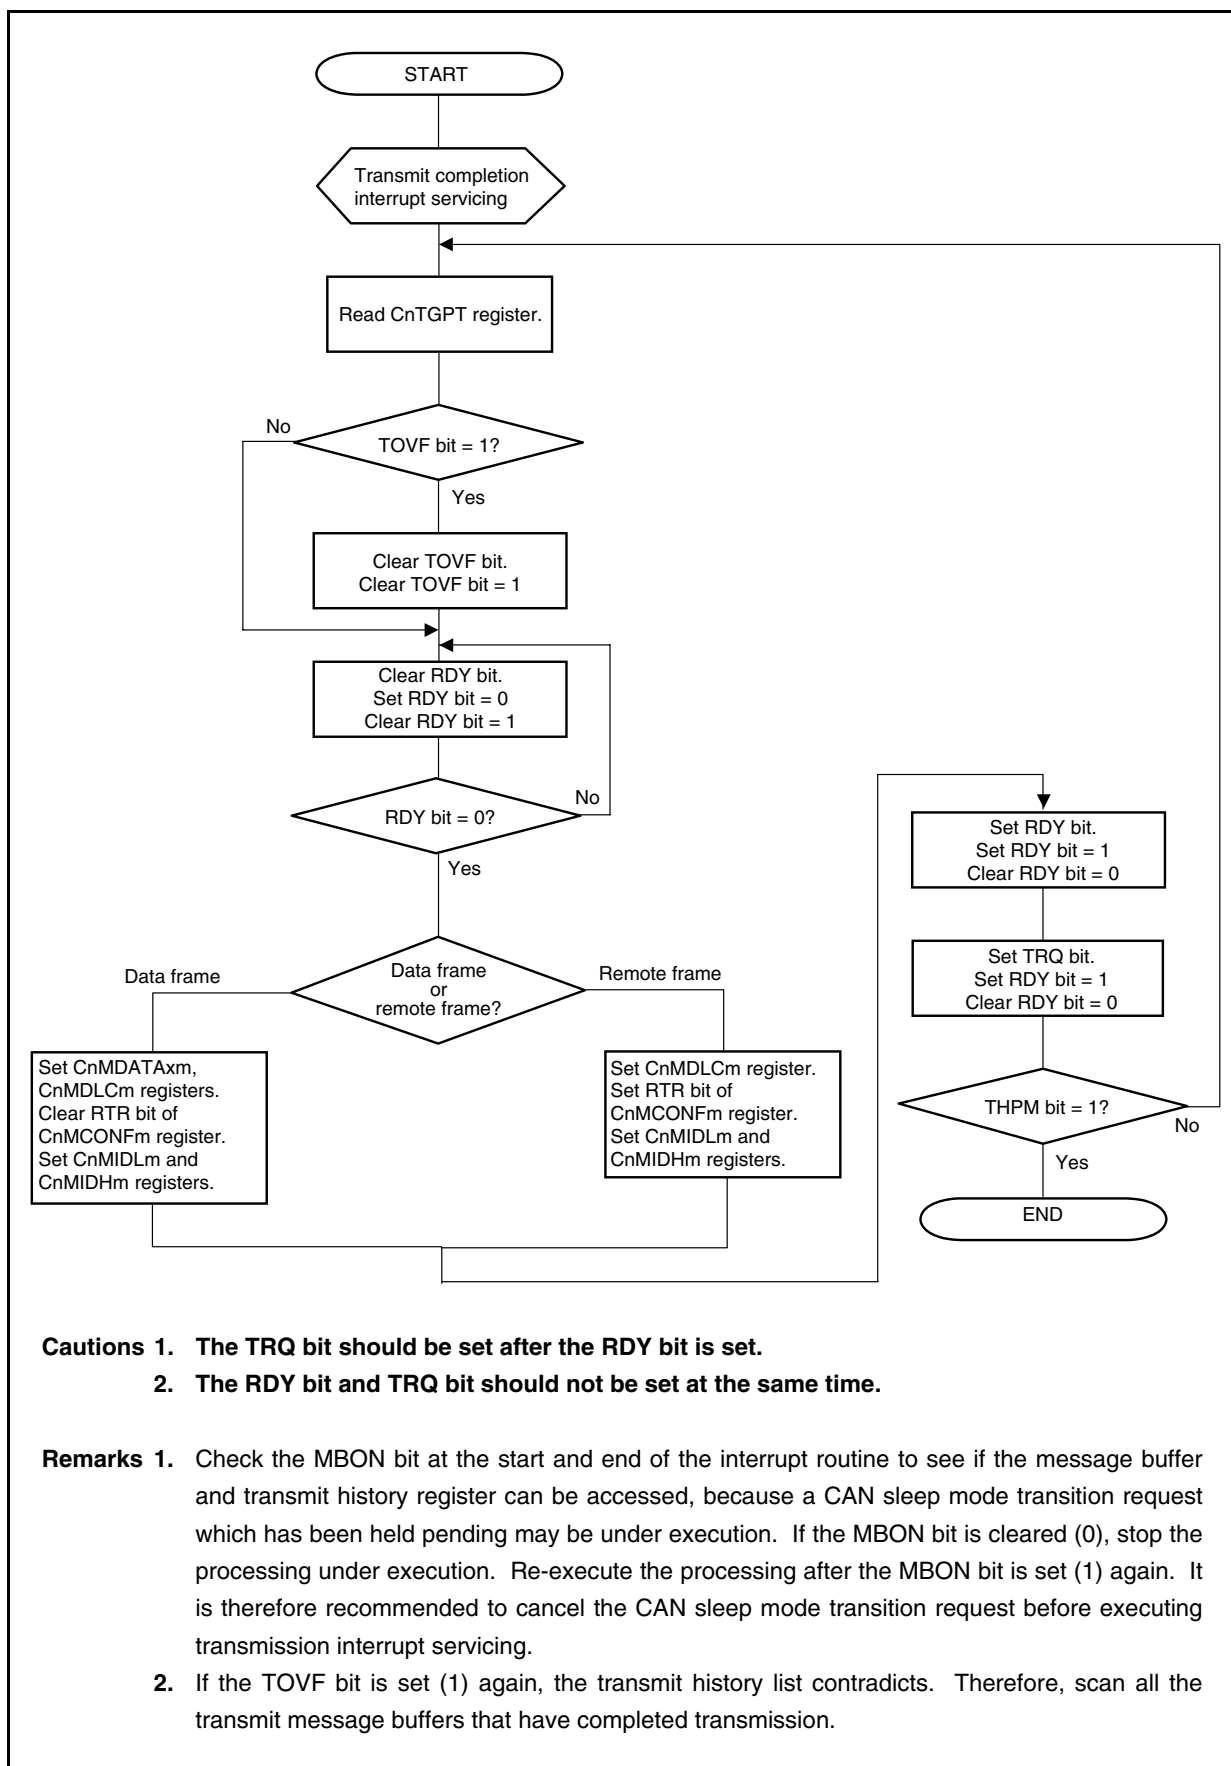 START
Transmit completion
interrupt servicing
Read CnTGPT register.
TOVF bit = 1?
No
Yes
Clear TOVF bit.
Clear TOVF bit = 1
Clear RDY bit.
Set RDY bit = 0
Clear RDY bit = 1
RDY bit = 0?
No
Yes
Data frame
or
remote frame?
Data frame
Remote frame
Set CnMDATAxm,
CnMDLCm registers.
Clear RTR bit of
CnMCONFm register.
Set CnMIDLm and
CnMIDHm registers.
Set CnMDLCm register.
Set RTR bit of
CnMCONFm register.
Set CnMIDLm and
CnMIDHm registers.
Set RDY bit.
Set RDY bit = 1
Clear RDY bit = 0
Set TRQ bit.
Set RDY bit = 1
Clear RDY bit = 0
THPM bit = 1?
No
Yes
END
Cautions 1. The TRQ bit should be set after the RDY bit is set.
2. The RDY bit and TRQ bit should not be set at the same time.
Remarks 1. Check the MBON bit at the start and end of the interrupt routine to see if the message buffer
and transmit history register can be accessed, because a CAN sleep mode transition request
which has been held pending may be under execution. If the MBON bit is cleared (0), stop the
processing under execution. Re-execute the processing after the MBON bit is set (1) again. It
is therefore recommended to cancel the CAN sleep mode transition request before executing
transmission interrupt servicing.
2. If the TOVF bit is set (1) again, the transmit history list contradicts. Therefore, scan all the
transmit message buffers that have completed transmission.